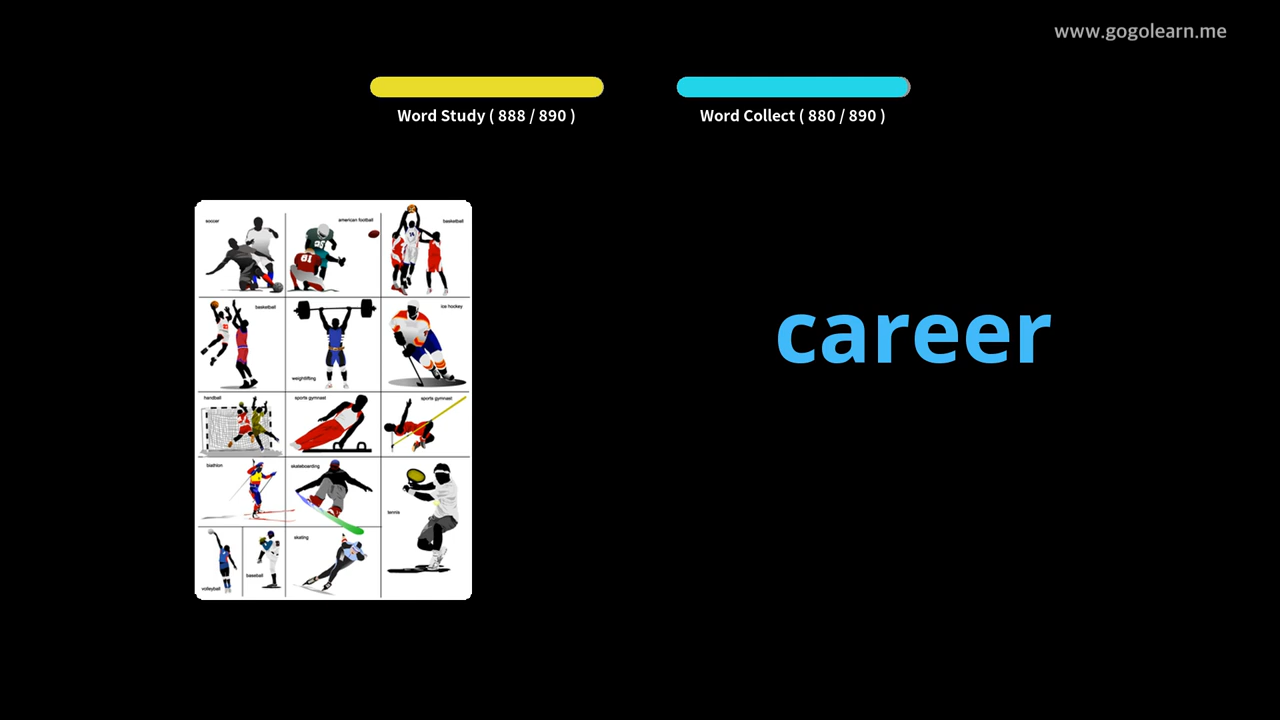 www.gogolearn.me
Word Study ( 888 / 890 )
Word Collect ( 880 / 890 )
soccer
american football
basketball
basketball
weightlifting
ice hockey
handball
sports gymnast
sports gymnast
biathlon
skateboarding
tennis
volleyball
baseball
skating
career